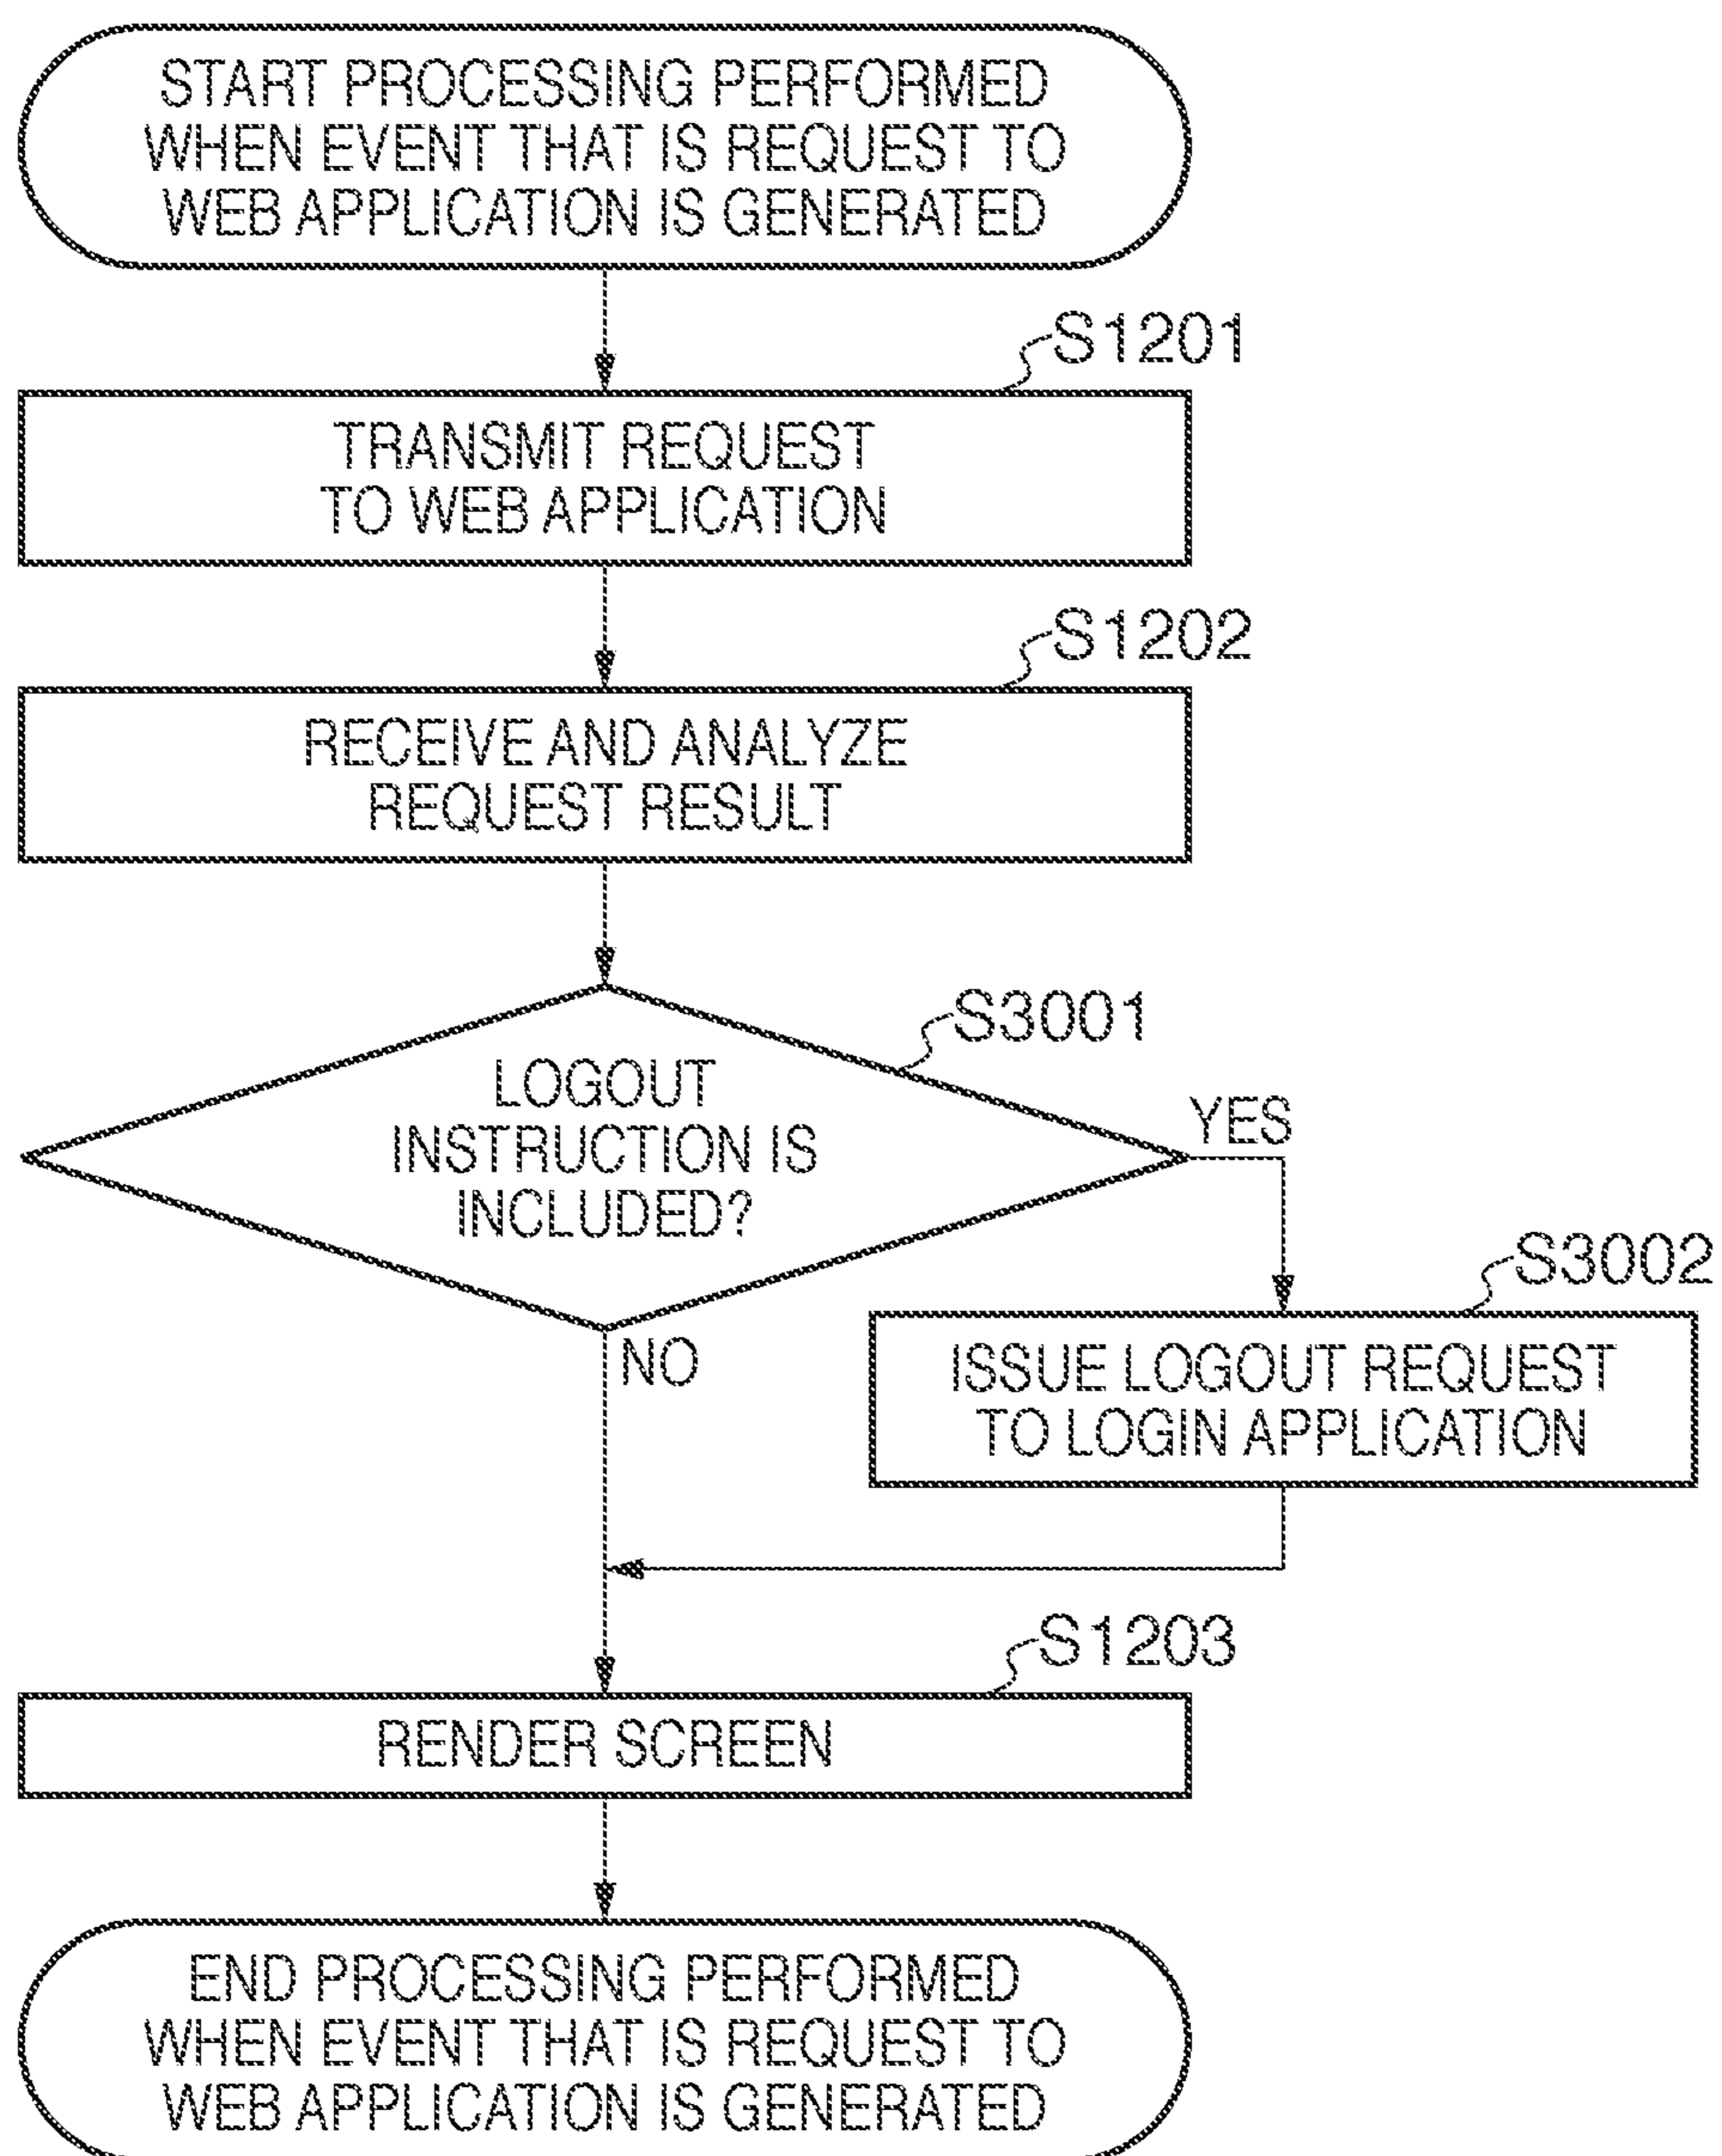 START PROCESSING PERFORMED
WHEN EVENT THAT IS REQUEST TO
WEB APPLICATION IS GENERATED
S1201
TRANSMIT REQUEST
TO WEB APPLICATION
S1202
RECEIVE AND ANALYZE
REQUEST RESULT
S3001
LOGOUT
INSTRUCTION IS
INCLUDED?
YES
NO
S3002
ISSUE LOGOUT REQUEST
TO LOGIN APPLICATION
S1203
RENDER SCREEN
END PROCESSING PERFORMED
WHEN EVENT THAT IS REQUEST TO
WEB APPLICATION IS GENERATED